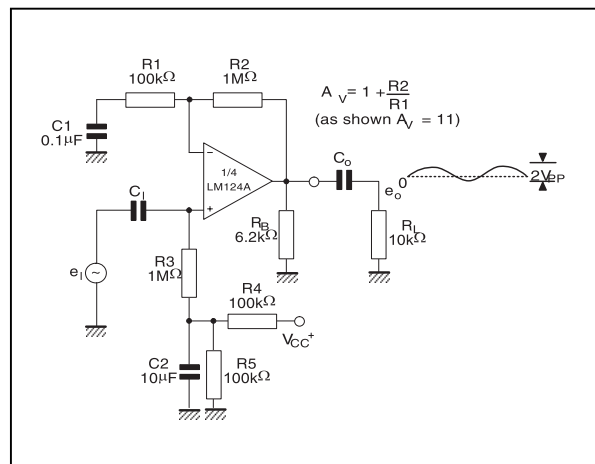 R1
100kΩ
R2
1MΩ
A V = 1 + R2/R1
(as shown A V = 11)
C1
0.1µF
1/4
LM124A
CI
Co
eo
0
2VPP
RB
6.2kΩ
RL
10kΩ
eI
R3
1MΩ
R4
100kΩ
VCC+
C2
10µF
R5
100kΩ